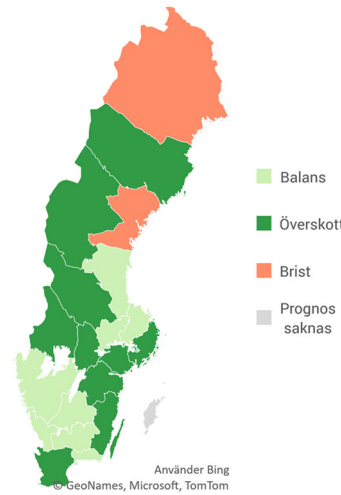 Balans
Överskott
Brist
Prognos
saknas
Använder Bing
© GeoNames, Microsoft, TomTom